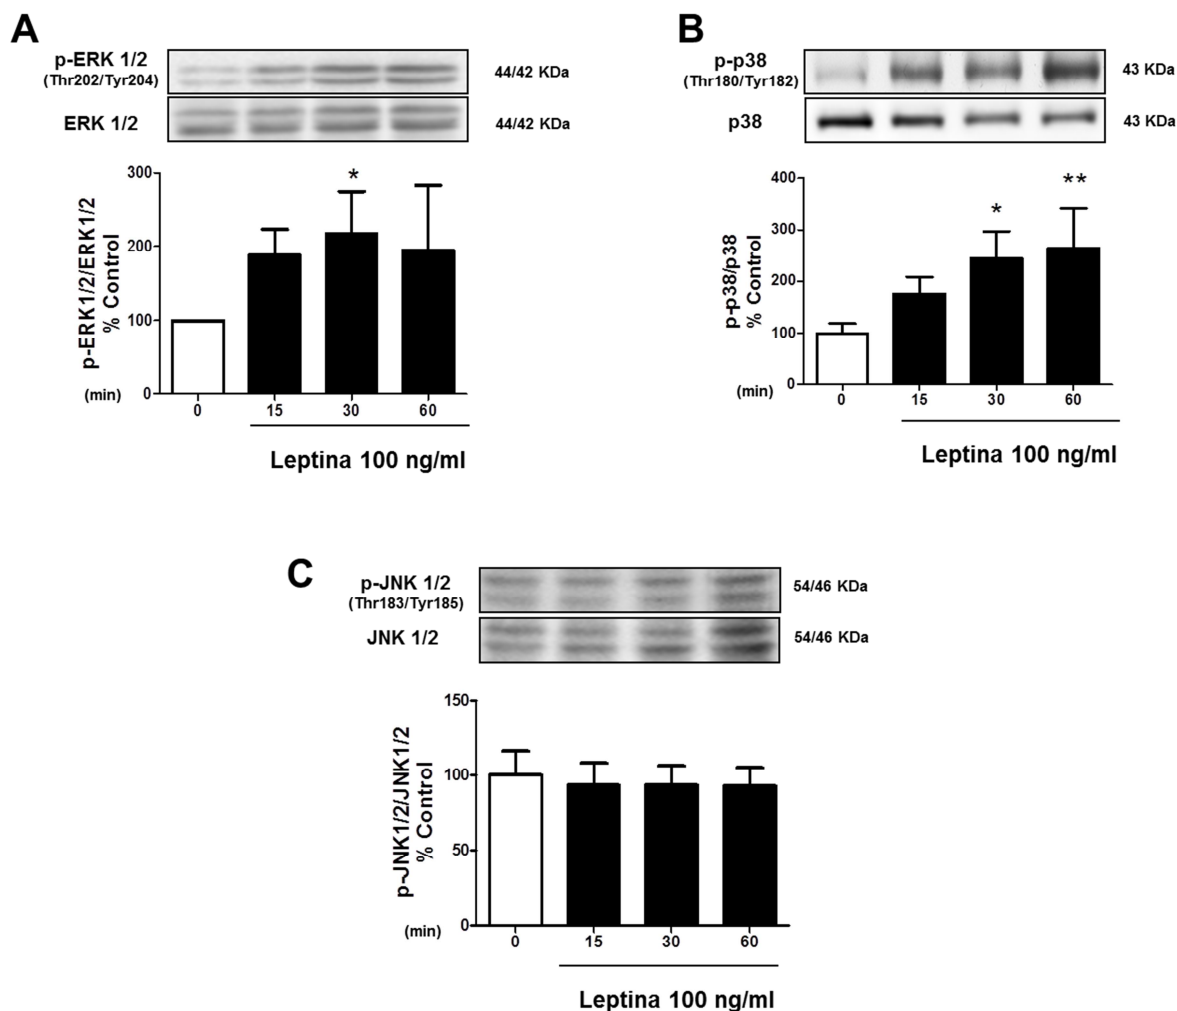 A
p-ERK 1/2
(Thr202/Tyr204)
44/42 KDa
ERK 1/2
44/42 KDa
p-ERK1/2/ERK1/2
% Control
300
200
100
0
*
(min)
0 15 30 60
Leptina 100 ng/ml
B
p-p38
(Thr180/Tyr182)
43 KDa
p38
43 KDa
p-p38/p38
% Control
400
300
200
100
0
* **
(min)
0 15 30 60
Leptina 100 ng/ml
C
p-JNK 1/2
(Thr183/Tyr185)
54/46 KDa
JNK 1/2
54/46 KDa
p-JNK1/2/JNK1/2
% Control
150
100
50
0
(min)
0 15 30 60
Leptina 100 ng/ml